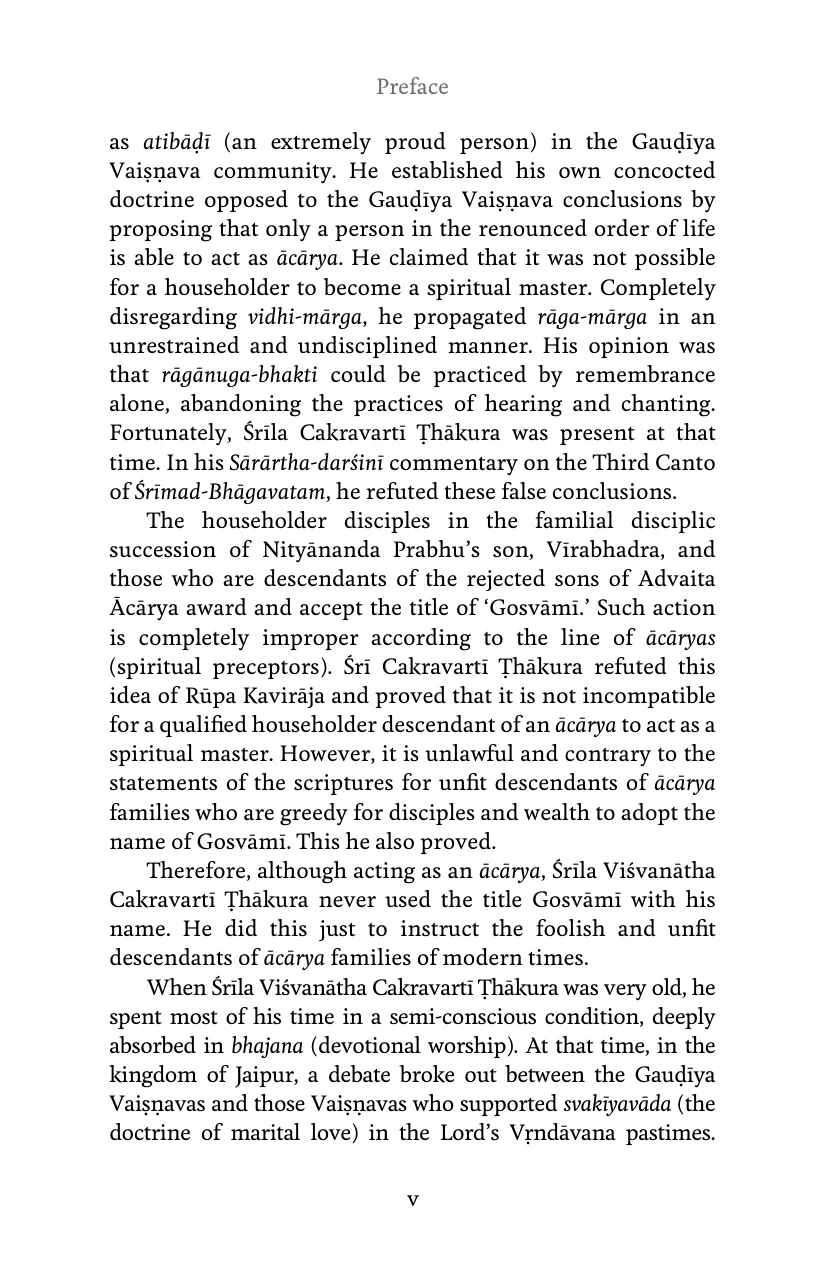 Preface
as atibāḍī (an extremely proud person) in the Gauḍīya
Vaiṣṇava community. He established his own concocted
doctrine opposed to the Gauḍīya Vaiṣṇava conclusions by
proposing that only a person in the renounced order of life
is able to act as ācārya. He claimed that it was not possible
for a householder to become a spiritual master. Completely
disregarding vidhi-mārga, he propagated rāga-mārga in an
unrestrained and undisciplined manner. His opinion was
that rāgānuga-bhakti could be practiced by remembrance
alone, abandoning the practices of hearing and chanting.
Fortunately, Śrīla Cakravartī Ṭhākura was present at that
time. In his Sārārtha-darśinī commentary on the Third Canto
of Śrīmad-Bhāgavatam, he refuted these false conclusions.
The householder disciples in the familial disciplic
succession of Nityānanda Prabhu’s son, Vīrabhadra, and
those who are descendants of the rejected sons of Advaita
Ācārya award and accept the title of ‘Gosvāmī.’ Such action
is completely improper according to the line of ācāryas
(spiritual preceptors). Śrī Cakravartī Ṭhākura refuted this
idea of Rūpa Kavirāja and proved that it is not incompatible
for a qualified householder descendant of an ācārya to act as a
spiritual master. However, it is unlawful and contrary to the
statements of the scriptures for unfit descendants of ācārya
families who are greedy for disciples and wealth to adopt the
name of Gosvāmī. This he also proved.
Therefore, although acting as an ācārya, Śrīla Viśvanātha
Cakravartī Ṭhākura never used the title Gosvāmī with his
name. He did this just to instruct the foolish and unfit
descendants of ācārya families of modern times.
When Śrīla Viśvanātha Cakravartī Ṭhākura was very old, he
spent most of his time in a semi-conscious condition, deeply
absorbed in bhajana (devotional worship). At that time, in the
kingdom of Jaipur, a debate broke out between the Gauḍīya
Vaiṣṇavas and those Vaiṣṇavas who supported svakīyavāda (the
doctrine of marital love) in the Lord’s Vṛndāvana pastimes.
v